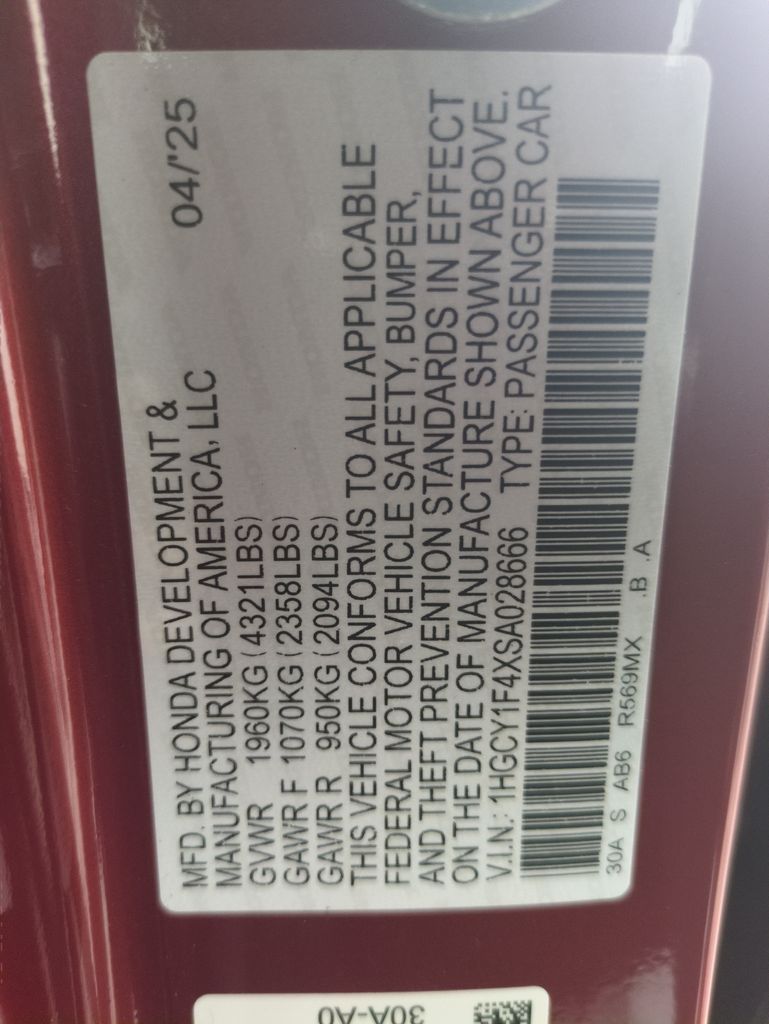 MFD. BY HONDA DEVELOPMENT &
MANUFACTURING OF AMERICA, LLC 04/'25
GVWR 1960KG (4321LBS)
GAWR F 1070KG (2358LBS)
GAWR R 950KG (2094LBS)
THIS VEHICLE CONFORMS TO ALL APPLICABLE
FEDERAL MOTOR VEHICLE SAFETY, BUMPER,
AND THEFT PREVENTION STANDARDS IN EFFECT
ON THE DATE OF MANUFACTURE SHOWN ABOVE.
V.I.N.: 1HGCY1F4XSA028666 TYPE: PASSENGER CAR
30A S AB6 R569MX .B .A
30A-A0